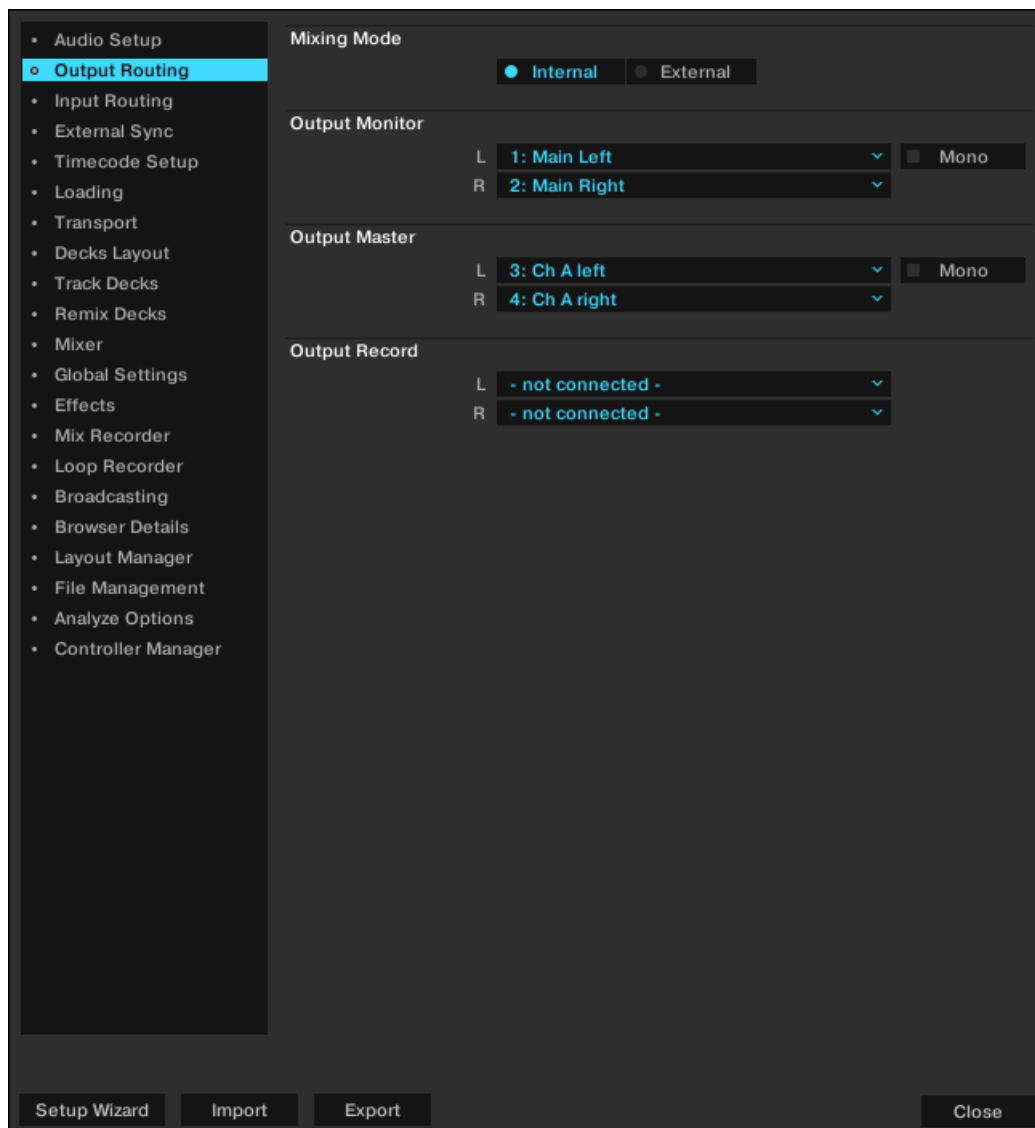 Audio Setup
Output Routing
Input Routing
External Sync
Timecode Setup
Loading
Transport
Decks Layout
Track Decks
Remix Decks
Mixer
Global Settings
Effects
Mix Recorder
Loop Recorder
Broadcasting
Browser Details
Layout Manager
File Management
Analyze Options
Controller Manager
Mixing Mode
Internal External
Output Monitor
L 1: Main Left Mono
R 2: Main Right
Output Master
L 3: Ch A left Mono
R 4: Ch A right
Output Record
L - not connected -
R - not connected -
Setup Wizard Import Export Close